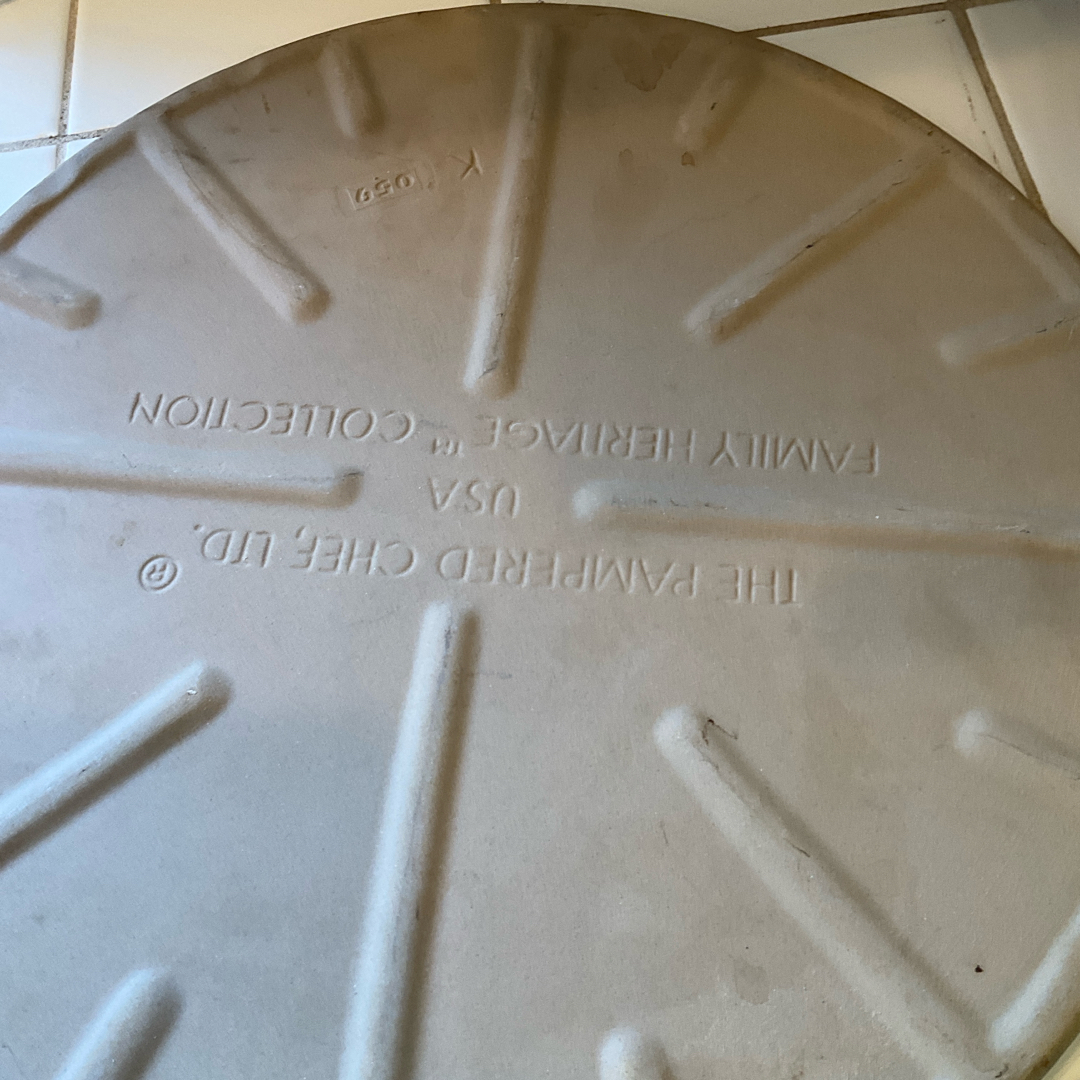 THE PAMPERED CHEF, LTD. ®
USA
FAMILY HERITAGE™ COLLECTION
K